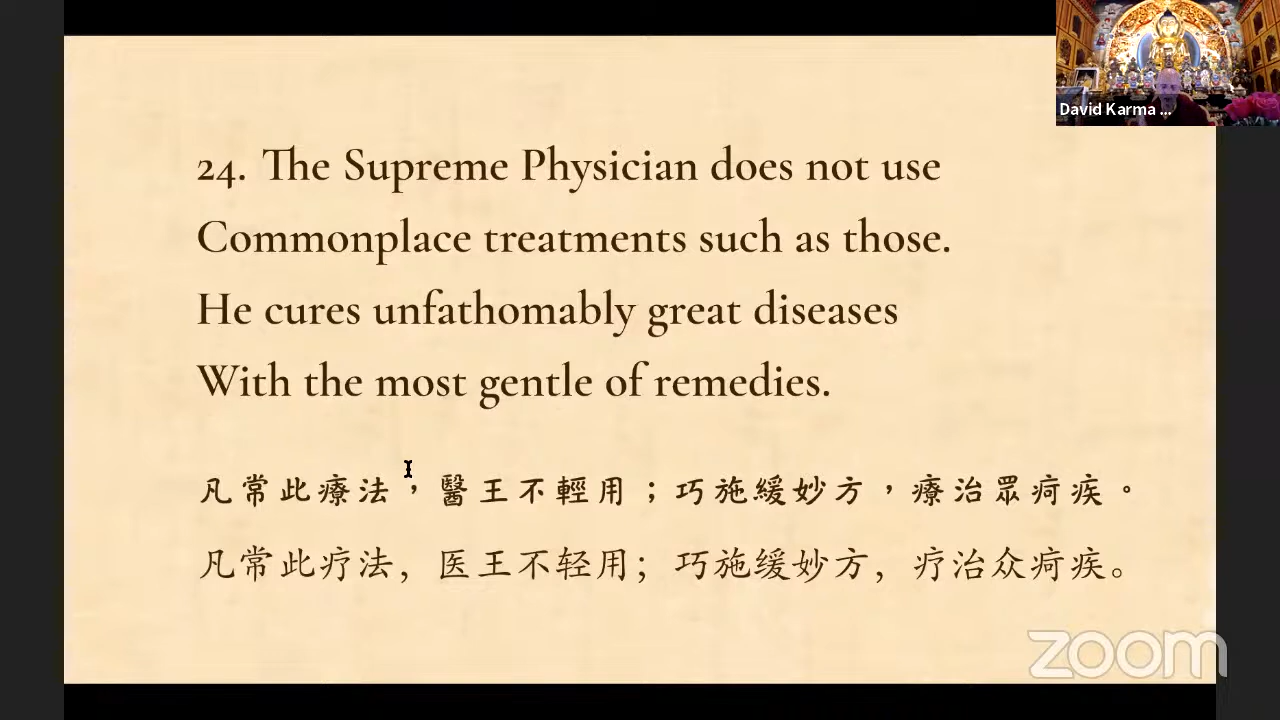 David Karma ...
24. The Supreme Physician does not use
Commonplace treatments such as those.
He cures unfathomably great diseases
With the most gentle of remedies.
凡常此療法，醫王不輕用；巧施緩妙方，療治眾疴疾。
凡常此疗法，医王不轻用；巧施缓妙方，疗治众疴疾。
zoom